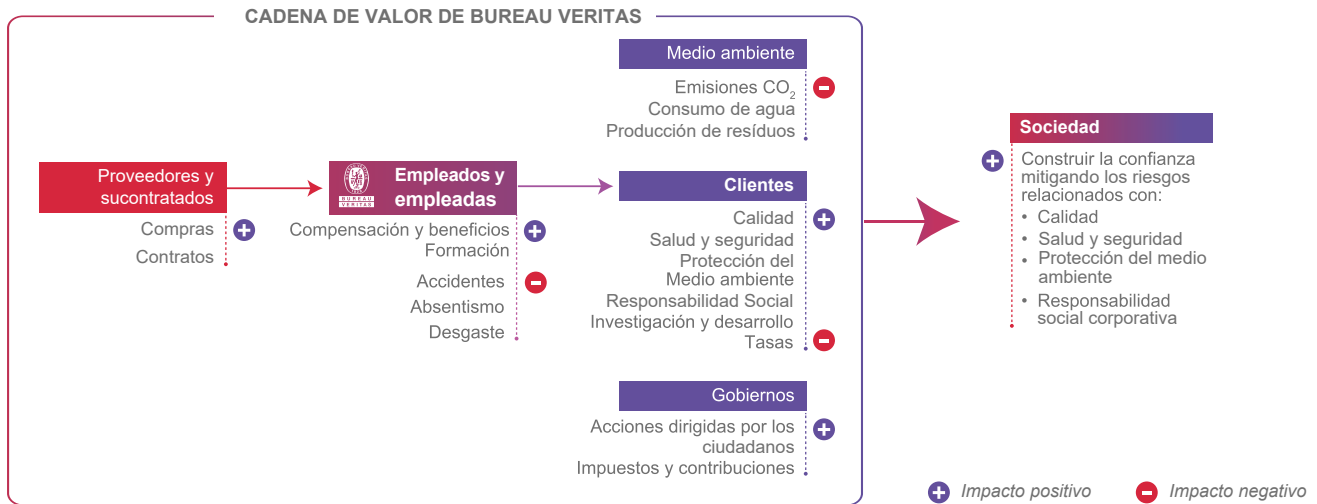 CADENA DE VALOR DE BUREAU VERITAS
Proveedores y
sucontratados
Compras
Contratos
BUREAU
VERITAS
Empleados y
empleadas
Compensación y beneficios
Formación
Accidentes
Absentismo
Desgaste
Medio ambiente
Emisiones CO2
Consumo de agua
Producción de resíduos
Clientes
Calidad
Salud y seguridad
Protección del
Medio ambiente
Responsabilidad Social
Investigación y desarrollo
Tasas
Gobiernos
Acciones dirigidas por los
ciudadanos
Impuestos y contribuciones
Sociedad
Construir la confianza
mitigando los riesgos
relacionados con:
• Calidad
• Salud y seguridad
• Protección del medio
ambiente
• Responsabilidad
social corporativa
Impacto positivo
Impacto negativo